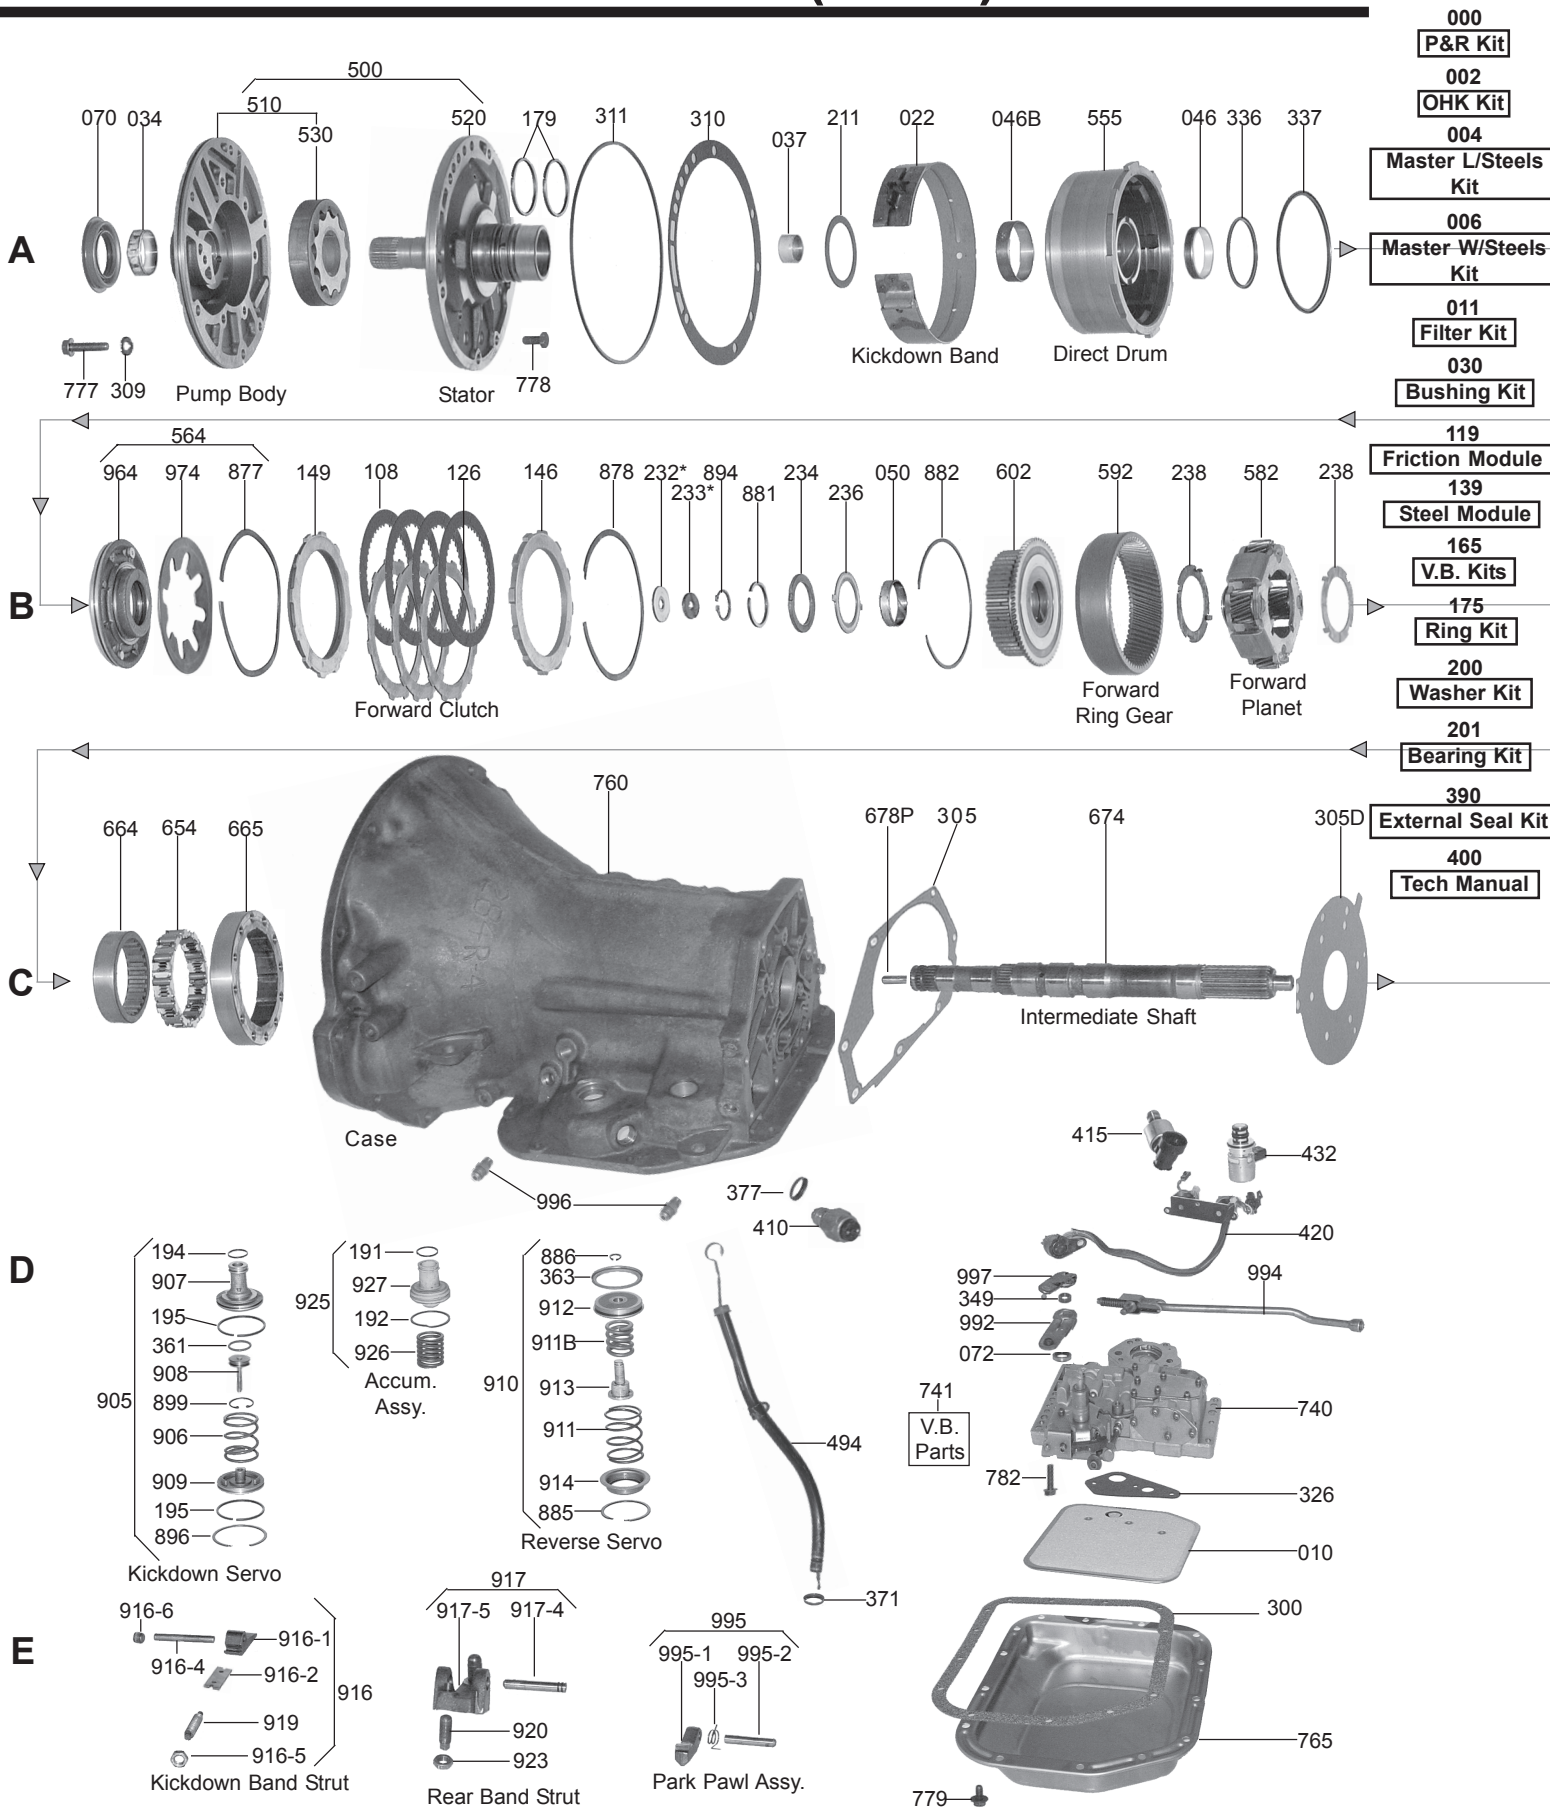 000
P&R Kit
002
OHK Kit
004
Master L/Steels
Kit
006
Master W/Steels
Kit
011
Filter Kit
030
Bushing Kit
119
Friction Module
139
Steel Module
165
V.B. Kits
175
Ring Kit
200
Washer Kit
201
Bearing Kit
390
External Seal Kit
400
Tech Manual
500
510
070 034 530 520 179 311 310 037 211 022 046B 555 046 336 337
A
777 309
Pump Body
Stator
778
Kickdown Band
Direct Drum
564
964 974 877 149 108 126 146 878 232* 233* 894 881 234 236 050 882 602 592 238 582 238
B
Forward Clutch
Forward
Ring Gear
Forward
Planet
760
664 654 665 678P 305 674 305D
C
Intermediate Shaft
Case
996
377
410
415
432
420
D
194
907
195
361
908
899
906
909
195
896
905
Kickdown Servo
191
927
192
926
925
Accum.
Assy.
886
363
912
911B
913
911
914
885
910
Reverse Servo
494
371
997
349
992
072
994
741
V.B.
Parts
740
782
326
010
300
765
779
E
916-6
916-1
916-4
916-2
916
919
916-5
Kickdown Band Strut
917
917-5 917-4
920
923
Rear Band Strut
995
995-1 995-2
995-3
Park Pawl Assy.